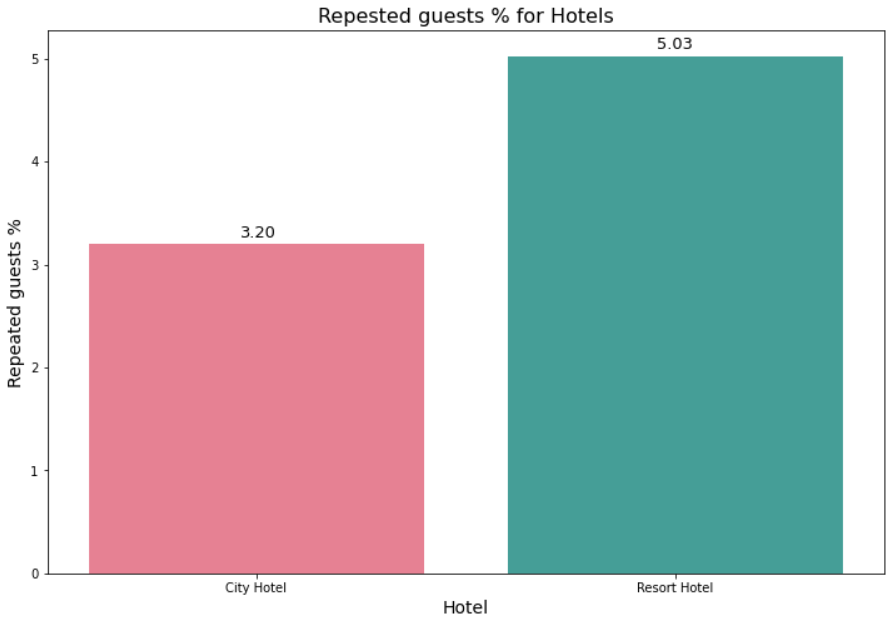 Repested guests % for Hotels
5.03
3.20
Repeated guests %
5
4
3
2
1
0
City Hotel
Resort Hotel
Hotel